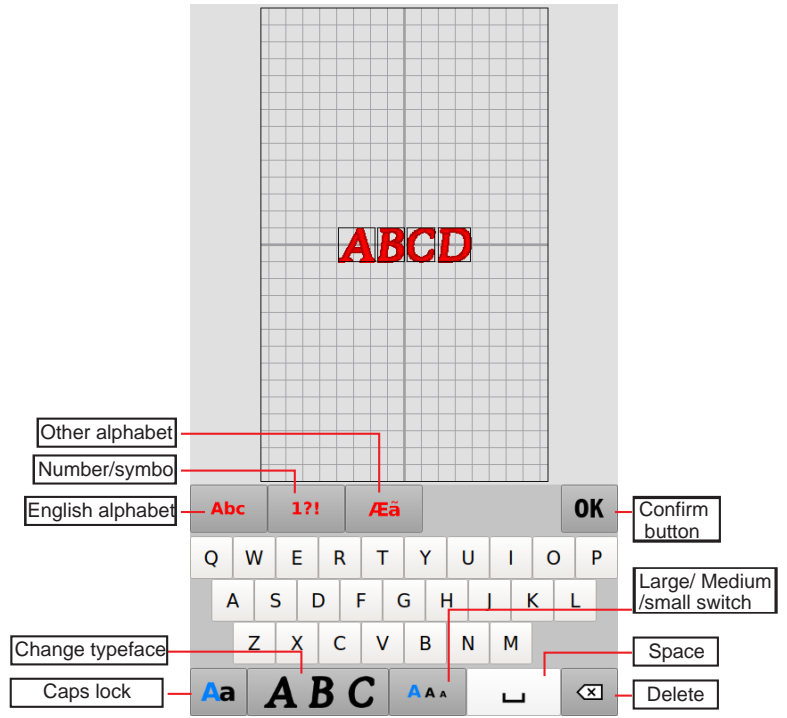 ABCD
Other alphabet
Number/symbo
English alphabet
Abc
1?!
Æã
OK
Confirm
button
Q W E R T Y U I O P
A S D F G H J K L
Large/ Medium
/small switch
Z X C V B N M
Change typeface
Space
Caps lock
Aa
A B C
A A A
Delete